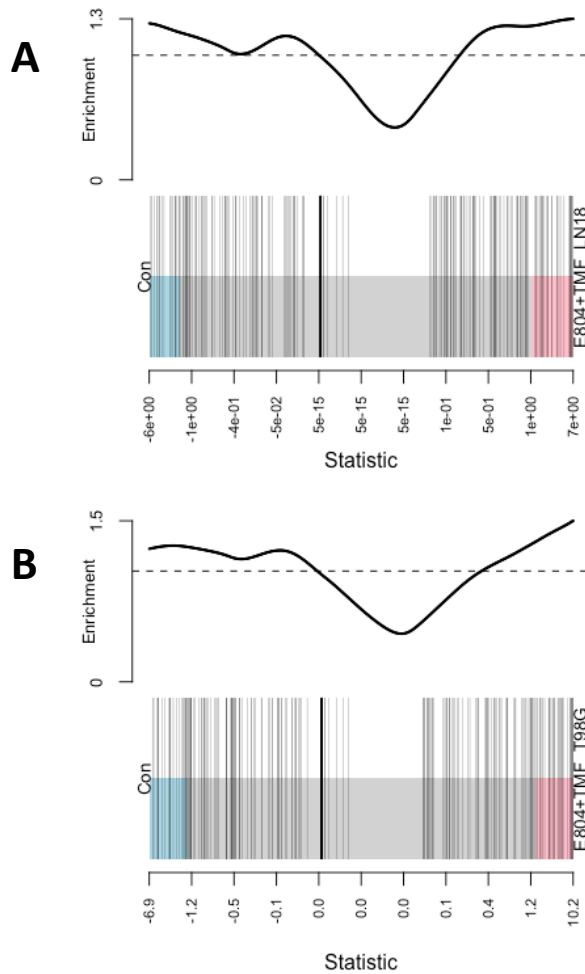 A
1.3
Enrichment
0
Con
E804+TMF_LN18
-6e+00
-1e+00
-4e-01
-5e-02
5e-15
5e-15
5e-15
1e-01
5e-01
1e+00
7e+00
Statistic
B
1.5
Enrichment
0
Con
E804+TMF_T98G
-6.9
-1.2
-0.5
-0.1
0.0
0.0
0.0
0.1
0.4
1.2
10.2
Statistic